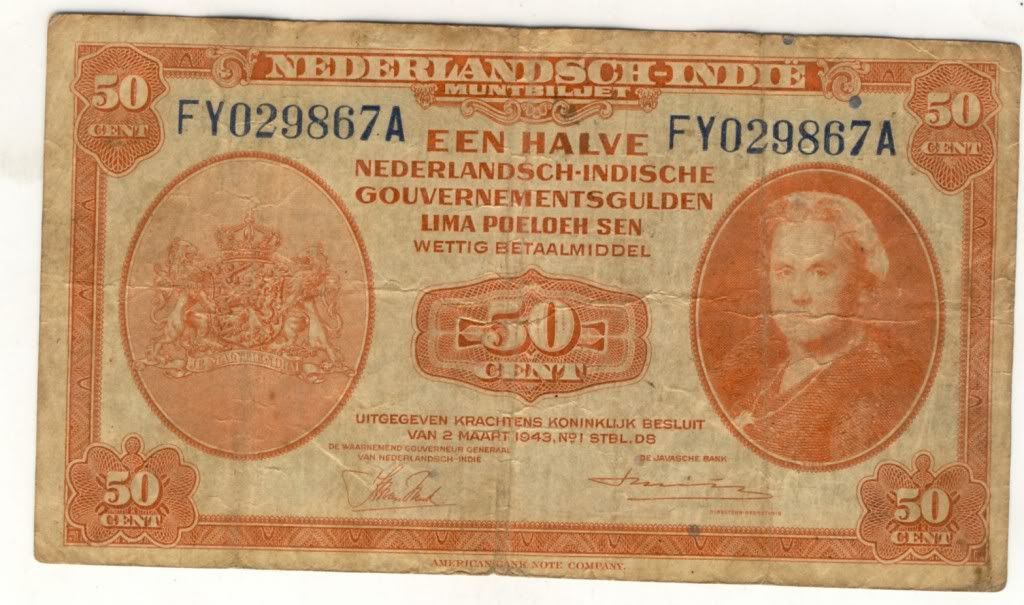 NEDERLANDSCH-INDIË
MUNTBILJET
50 CENT
50 CENT
FY029867A
FY029867A
EEN HALVE
NEDERLANDSCH-INDISCHE
GOUVERNEMENTSGULDEN
LIMA POELOEH SEN
WETTIG BETAALMIDDEL
50
CENT
UITGEGEVEN KRACHTENS KONINKLIJK BESLUIT
VAN 2 MAART 1943, No1 STBL. D8
DE WAARNEMEND GOUVERNEUR GENERAAL
VAN NEDERLANDSCH-INDIË
DE JAVASCHE BANK
50 CENT
50 CENT
AMERICAN BANK NOTE COMPANY.